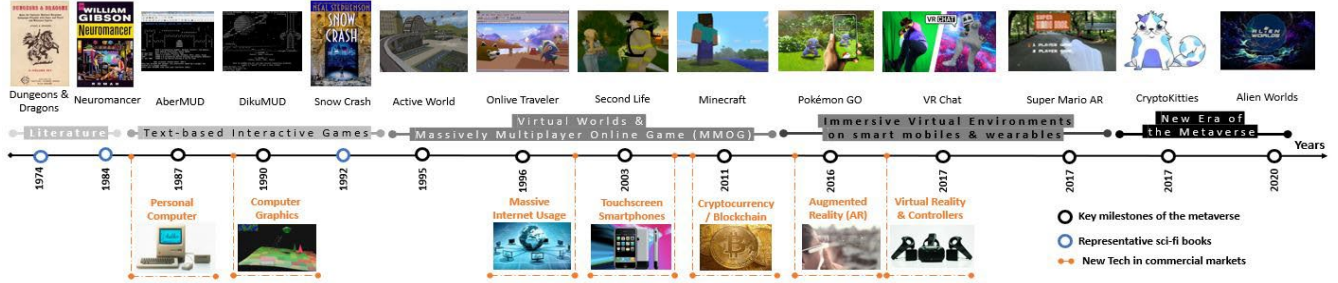 DUNGEONS & DRAGONS
WILLIAM
GIBSON
Neuromancer
ROMAN
NEAL STEPHENSON
SNOW
CRASH
VRCHAT
SUPER
ALIEN
WORLDS
Dungeons &
Dragons
Neuromancer
AberMUD
DikuMUD
Snow Crash
Active World
Onlive Traveler
Second Life
Minecraft
Pokémon GO
VR Chat
Super Mario AR
CryptoKitties
Alien Worlds
Literature
Text-based Interactive Games
Virtual Worlds &
Massively Multiplayer Online Game (MMOG)
Immersive Virtual Environments
on smart mobiles & wearables
New Era of
the Metaverse
Years
1974
1984
1987
1990
1992
1995
1996
2003
2011
2016
2017
2017
2017
2020
Personal
Computer
Computer
Graphics
Massive
Internet Usage
Touchscreen
Smartphones
Cryptocurrency
/ Blockchain
Augmented
Reality (AR)
Virtual Reality
& Controllers
Key milestones of the metaverse
Representative sci-fi books
New Tech in commercial markets